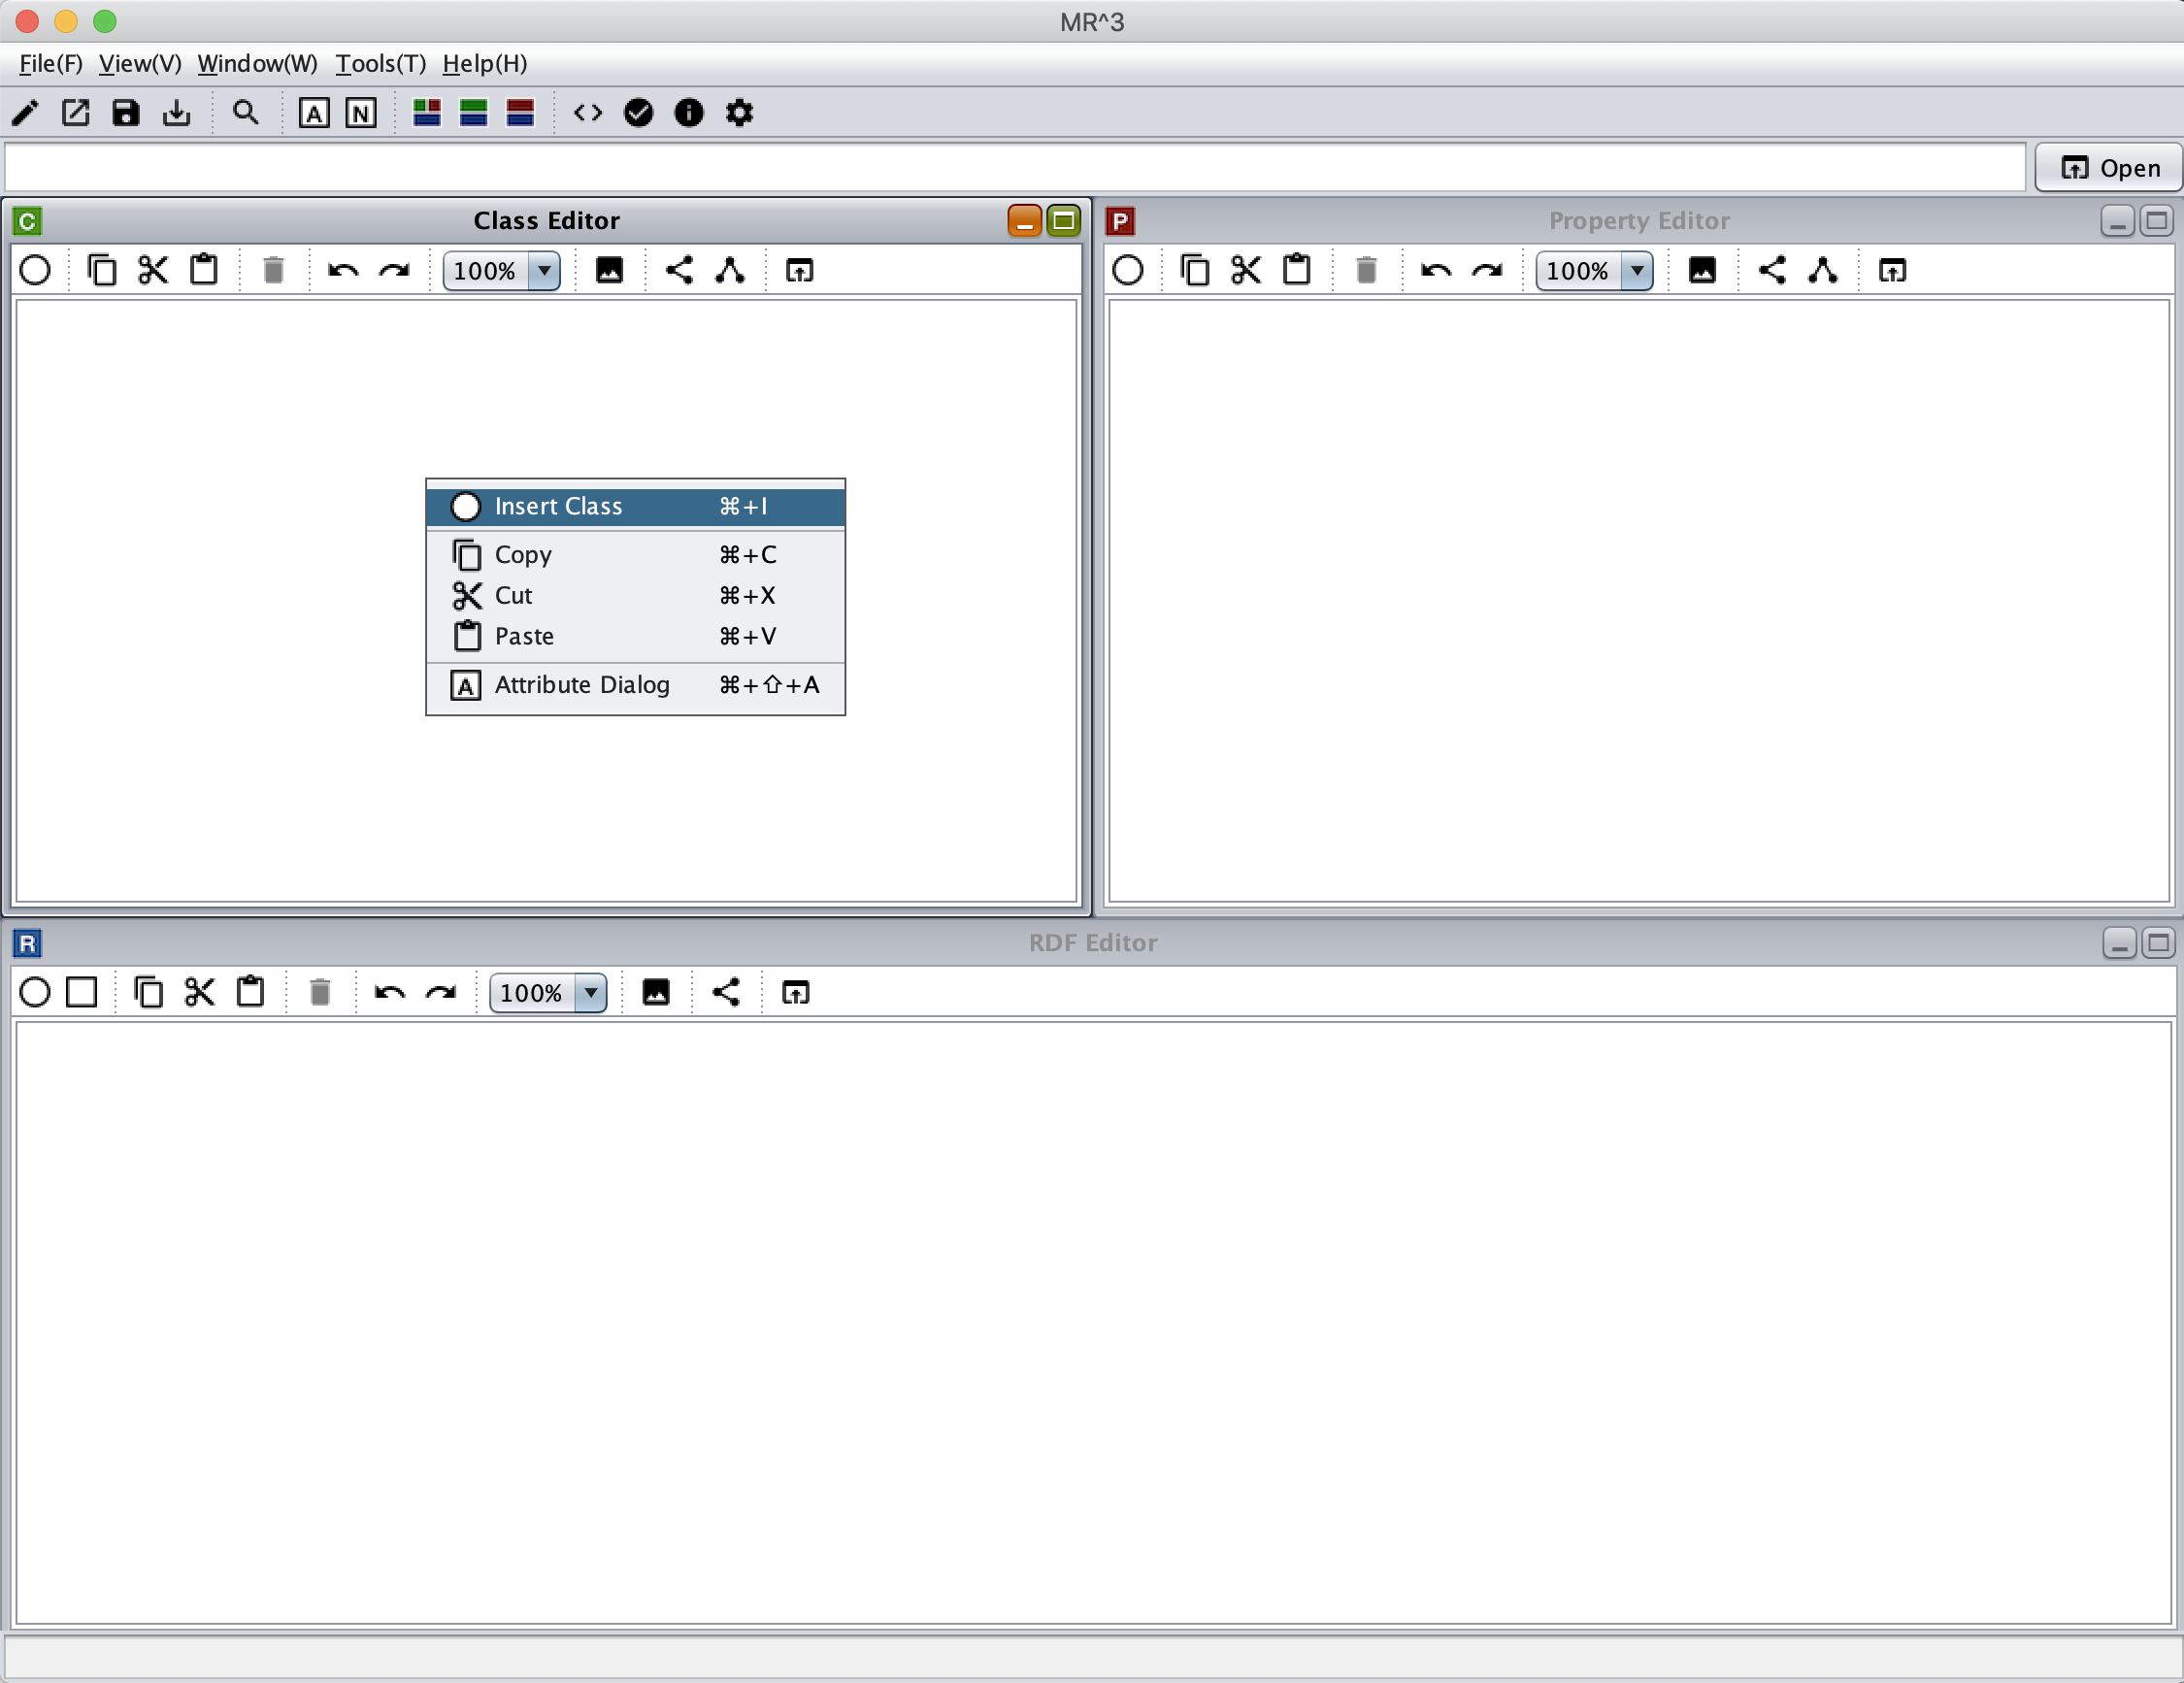 MR^3
File(F) View(V) Window(W) Tools(T) Help(H)
A N
Open
C Class Editor
P Property Editor
100%
100%
Insert Class ⌘+I
Copy ⌘+C
Cut ⌘+X
Paste ⌘+V
A Attribute Dialog ⌘+⇧+A
R RDF Editor
100%